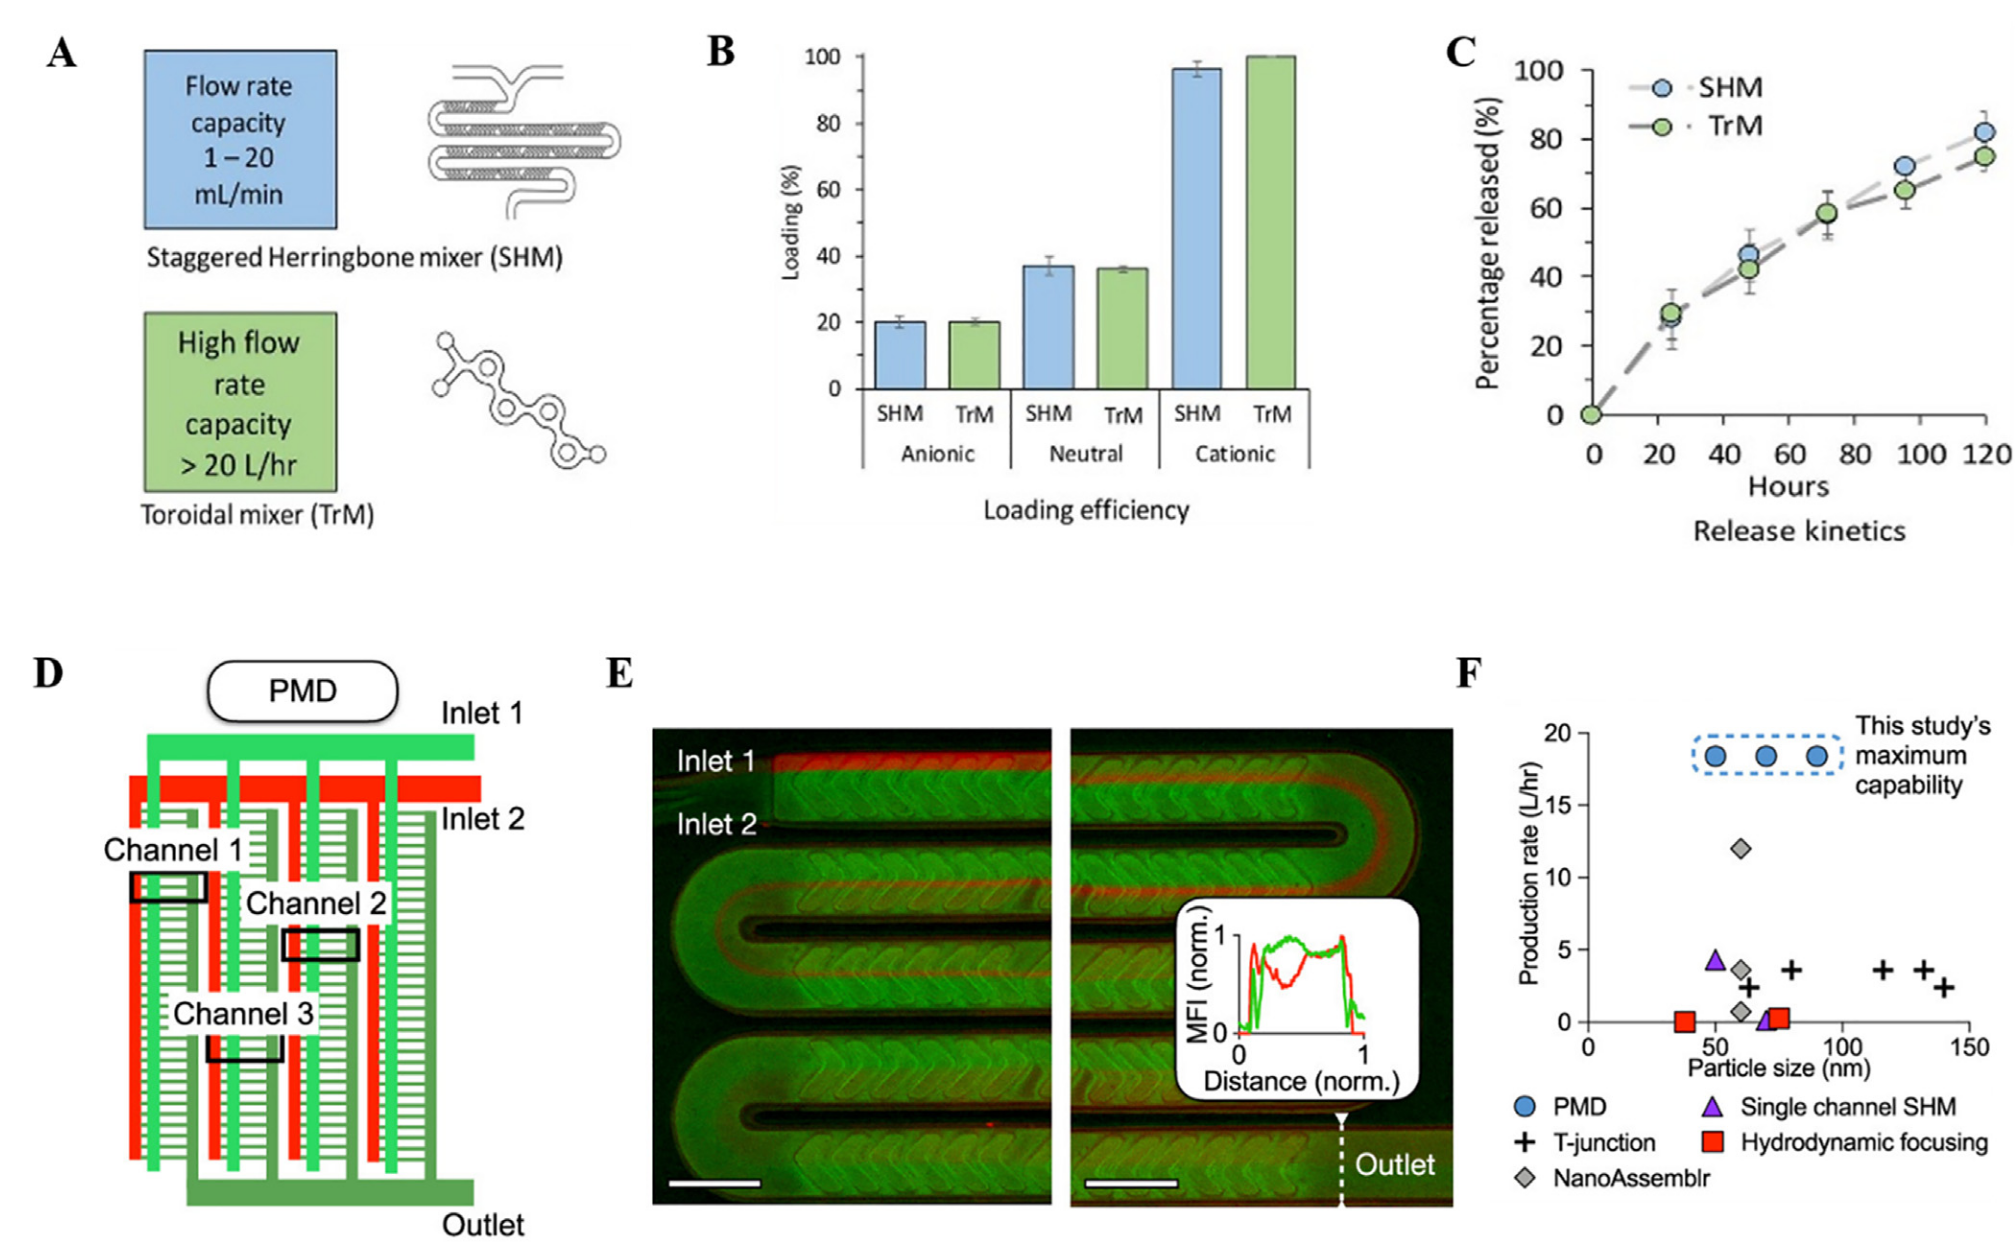 A
Flow rate
capacity
1 – 20
mL/min
Staggered Herringbone mixer (SHM)
High flow
rate
capacity
> 20 L/hr
Toroidal mixer (TrM)
B
Loading (%)
100
80
60
40
20
0
SHM TrM SHM TrM SHM TrM
Anionic Neutral Cationic
Loading efficiency
C
Percentage released (%)
100
80
60
40
20
0
SHM
TrM
0 20 40 60 80 100 120
Hours
Release kinetics
D
PMD
Inlet 1
Inlet 2
Channel 1
Channel 2
Channel 3
Outlet
E
Inlet 1
Inlet 2
MFI (norm.)
1
0
0 1
Distance (norm.)
Outlet
F
Production rate (L/hr)
20
15
10
5
0
This study's
maximum
capability
0 50 100 150
Particle size (nm)
PMD
Single channel SHM
T-junction
Hydrodynamic focusing
NanoAssemblr